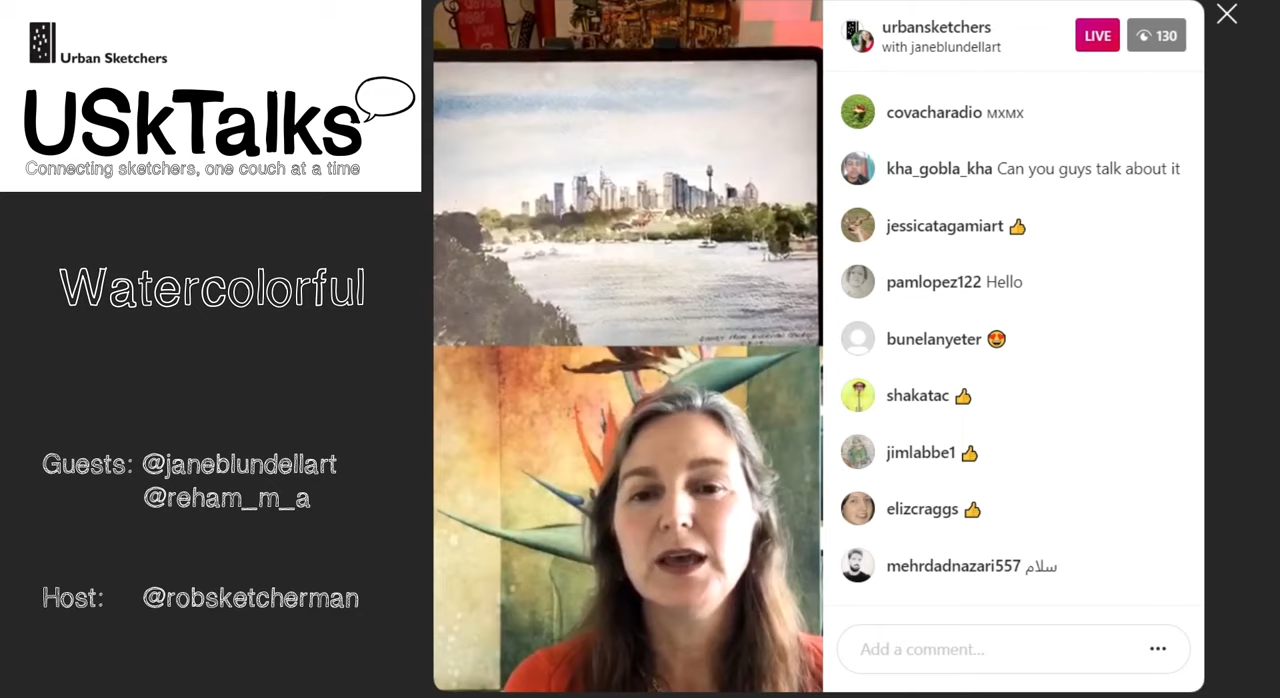 Urban Sketchers
USkTalks
Connecting sketchers, one couch at a time
Watercolorful
Guests: @janeblundellart
@reham_m_a
Host: @robsketcherman
urbansketchers
with janeblundellart
LIVE
130
covacharadio MXMX
kha_gobla_kha Can you guys talk about it
jessicatagamiart 👍
pamlopez122 Hello
bunelanyeter 😍
shakatac 👍
jimlabbe1 👍
elizcraggs 👍
mehrdadnazari557 سلام
Add a comment...